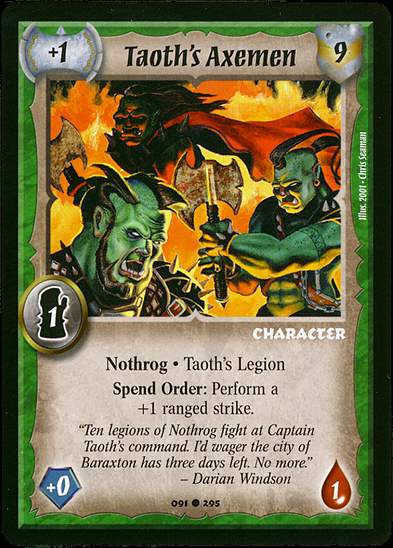 +1
Taoth's Axemen
9
Illus. 2001 • Chris Seaman
1
CHARACTER
Nothrog • Taoth's Legion
Spend Order: Perform a
+1 ranged strike.
"Ten legions of Nothrog fight at Captain
Taoth's command. I'd wager the city of
Baraxton has three days left. No more."
– Darian Windson
+0
1
091 ● 295